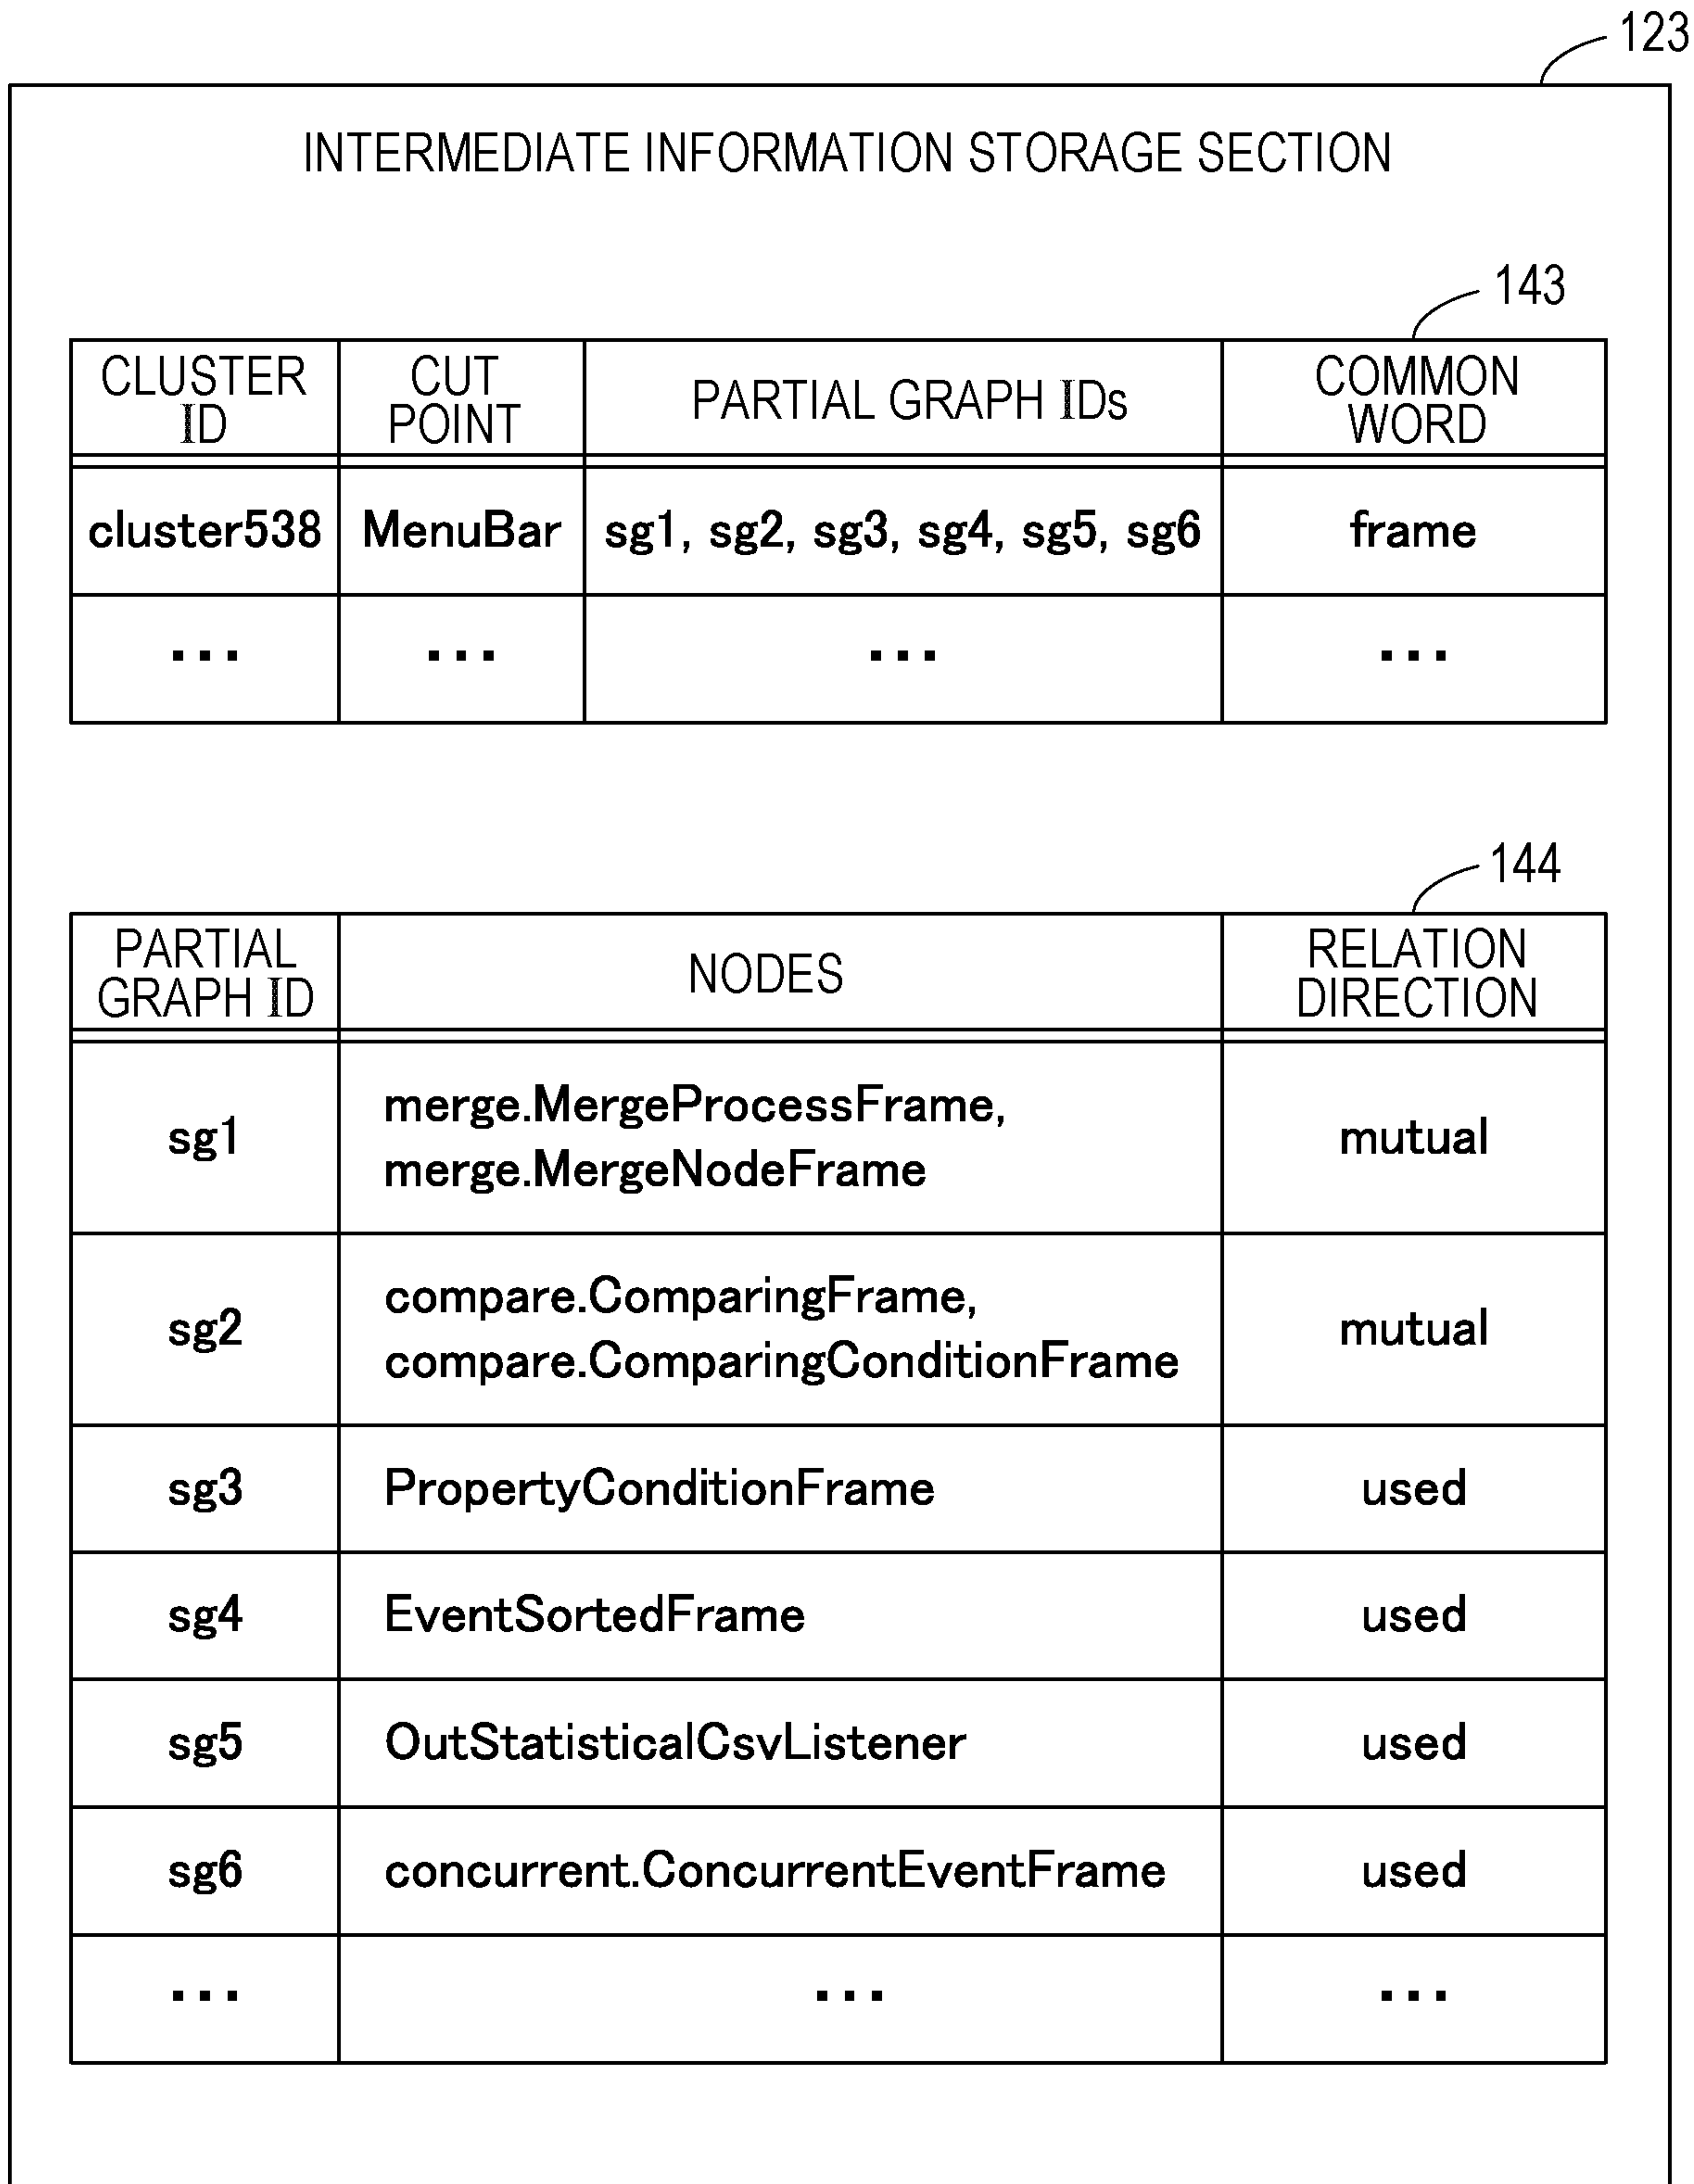 123
INTERMEDIATE INFORMATION STORAGE SECTION
143
CLUSTER ID
CUT POINT
PARTIAL GRAPH IDs
COMMON WORD
cluster538
MenuBar
sg1, sg2, sg3, sg4, sg5, sg6
frame
...
...
...
...
144
PARTIAL GRAPH ID
NODES
RELATION DIRECTION
sg1
merge.MergeProcessFrame,
merge.MergeNodeFrame
mutual
sg2
compare.ComparingFrame,
compare.ComparingConditionFrame
mutual
sg3
PropertyConditionFrame
used
sg4
EventSortedFrame
used
sg5
OutStatisticalCsvListener
used
sg6
concurrent.ConcurrentEventFrame
used
...
...
...